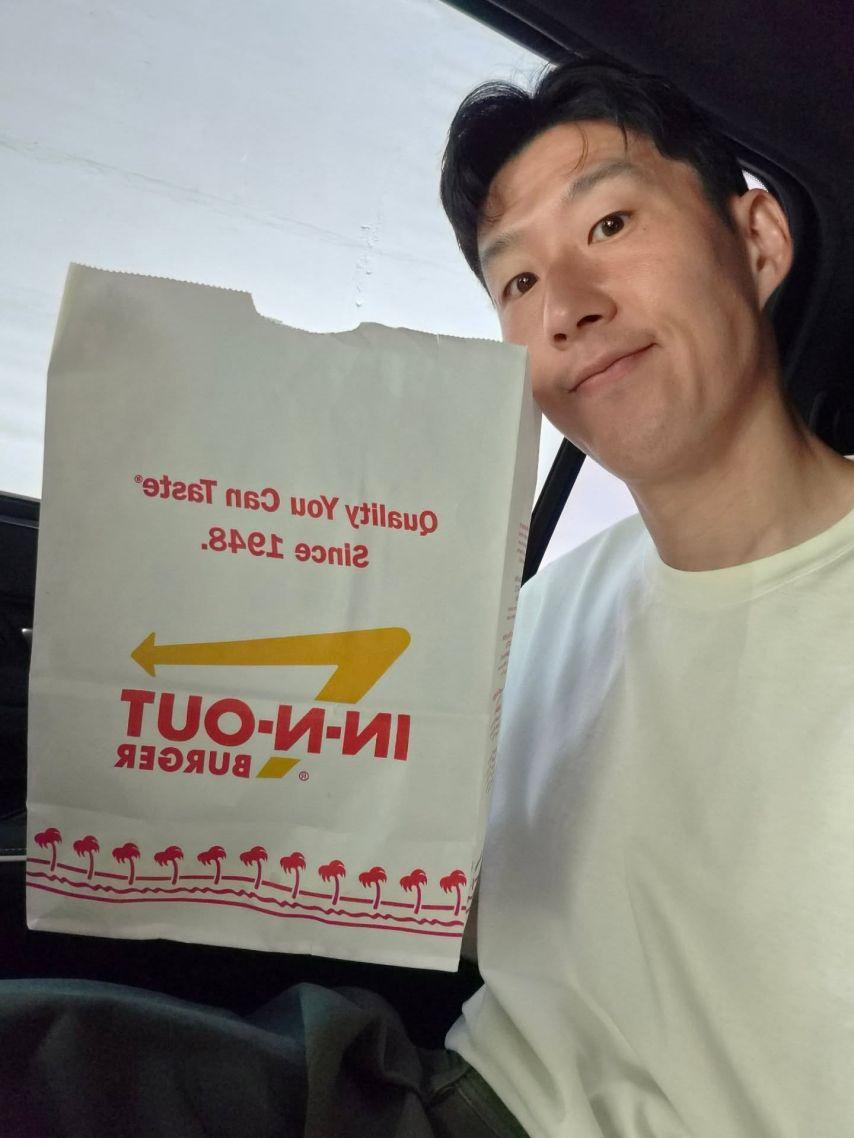 Quality You Can Taste®
Since 1948.
IN-N-OUT
BURGER®